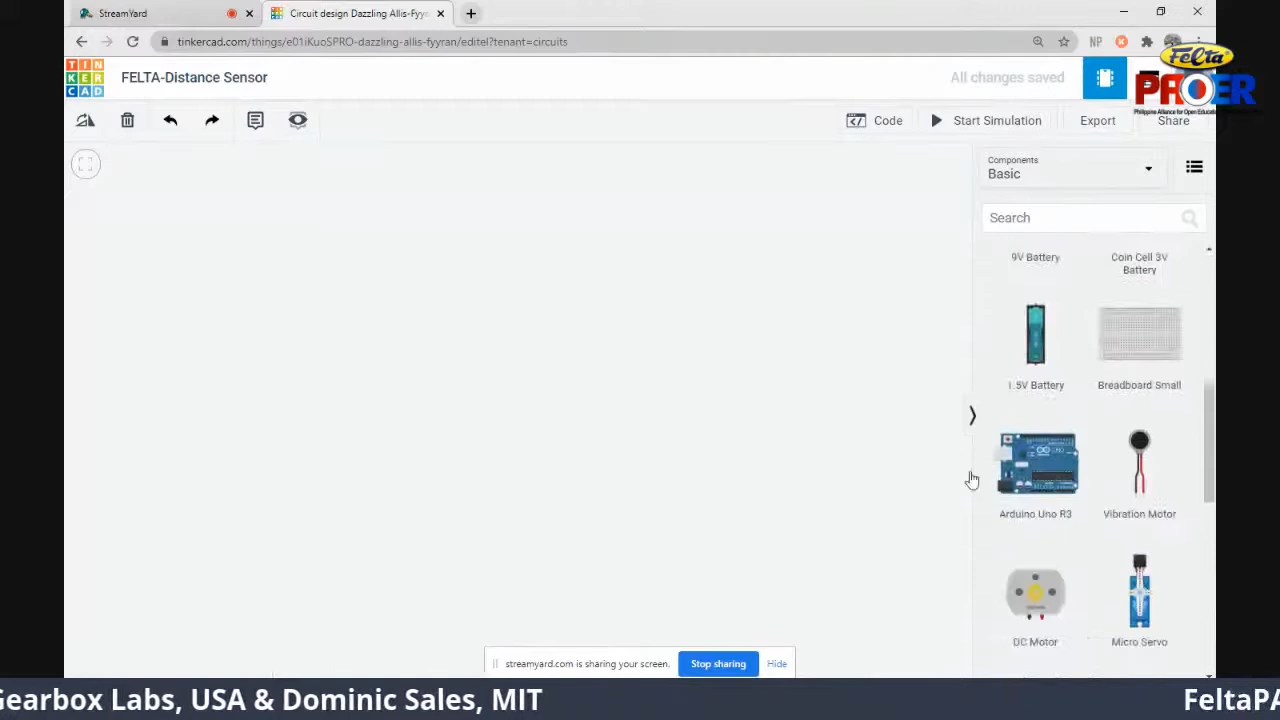 StreamYard
Circuit design Dazzling Allis-Fyy
tinkercad.com/things/e01iKuoSPRO-dazzling-allis-fyyran/editel?tenant=circuits
NP
TIN
KER
CAD
FELTA-Distance Sensor
All changes saved
FelTa
PAOER
Code
Start Simulation
Export
Share
Components
Basic
Search
9V Battery
Coin Cell 3V
Battery
1.5V Battery
Breadboard Small
Arduino Uno R3
Vibration Motor
DC Motor
Micro Servo
streamyard.com is sharing your screen.
Stop sharing
Hide
Gearbox Labs, USA & Dominic Sales, MIT
FeltaPA